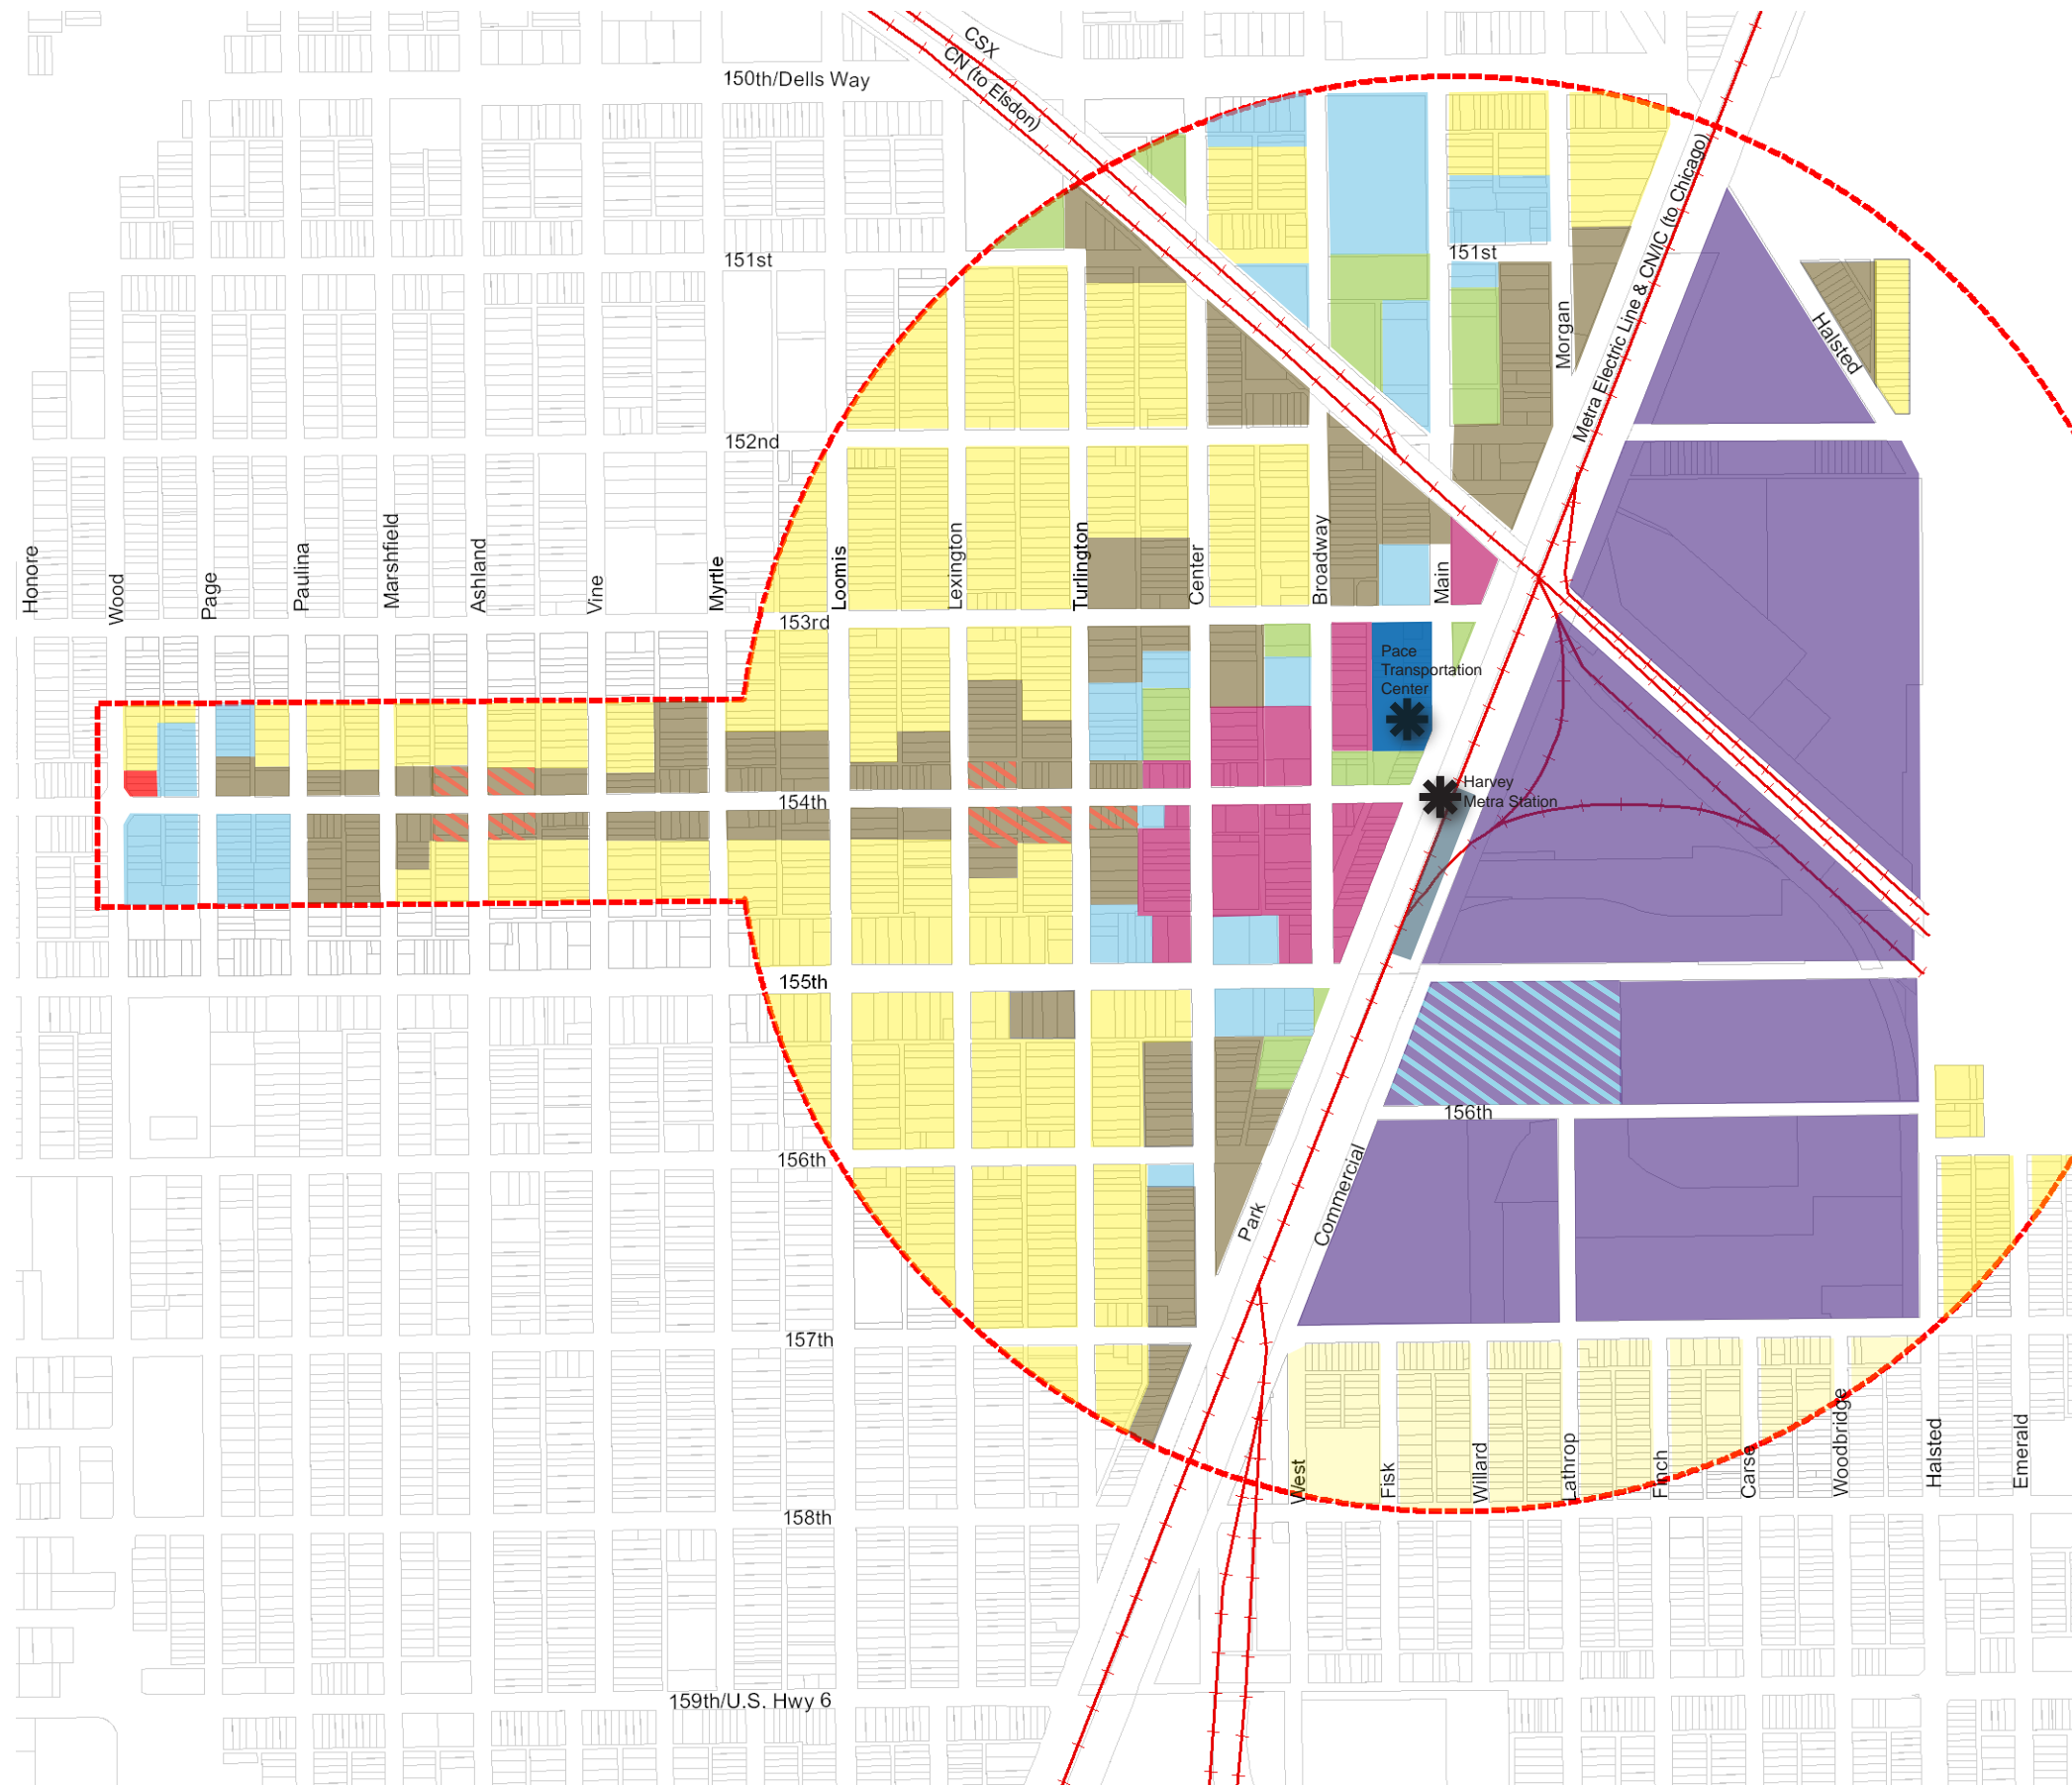 CSX
CN (to Elsdon)
150th/Dells Way
Metra Electric Line & CN/IC (to Chicago)
151st
151st
Morgan
Halsted
152nd
Honore
Wood
Page
Paulina
Marshfield
Ashland
Vine
Myrtle
Loomis
Lexington
Turlington
Center
Broadway
Main
153rd
Pace
Transportation
Center
Harvey
Metra Station
154th
155th
156th
156th
Park
Commercial
157th
West
Fisk
Willard
Lathrop
Finch
Carse
Woodbridge
Halsted
Emerald
158th
159th/U.S. Hwy 6